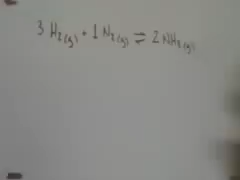 3 H₂(g) + 1 N₂(g) ⇌ 2 NH₃(g)